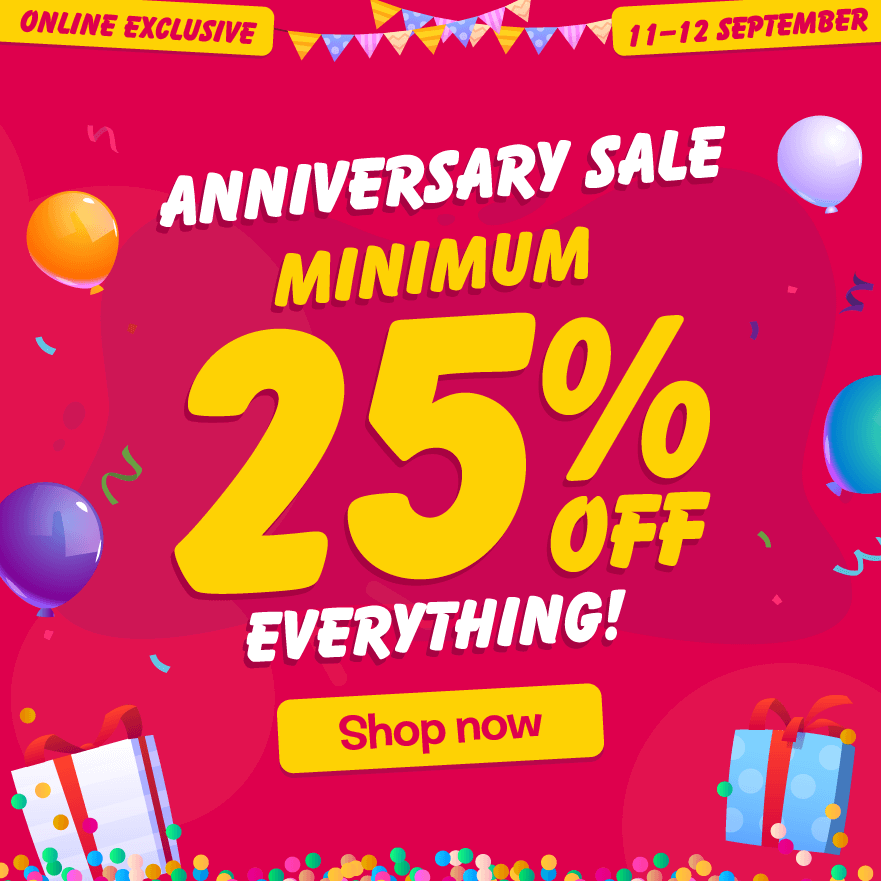 ONLINE EXCLUSIVE
11–12 SEPTEMBER
ANNIVERSARY SALE
MINIMUM
25%
OFF
EVERYTHING!
Shop now